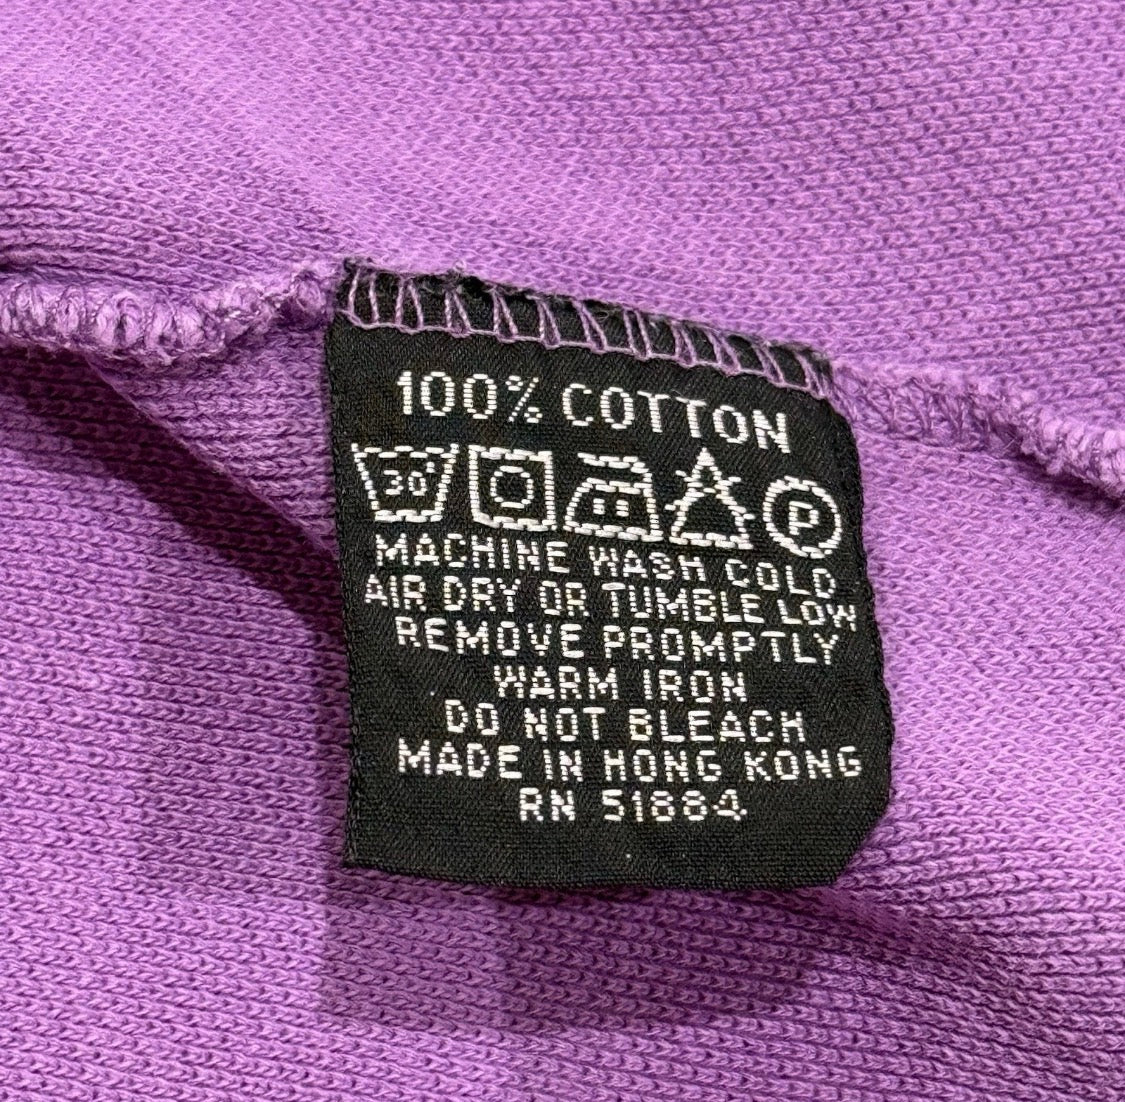 100% COTTON
30° P
MACHINE WASH COLD
AIR DRY OR TUMBLE LOW
REMOVE PROMPTLY
WARM IRON
DO NOT BLEACH
MADE IN HONG KONG
RN 51884